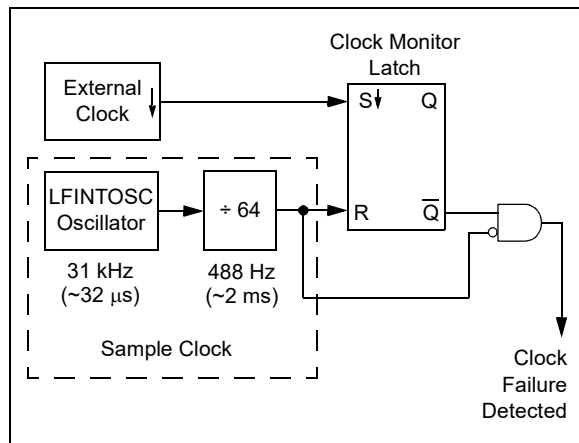 Clock Monitor
Latch
External
Clock
S
Q
LFINTOSC
Oscillator
÷ 64
R
Q̅
31 kHz
(~32 μs)
488 Hz
(~2 ms)
Sample Clock
Clock
Failure
Detected